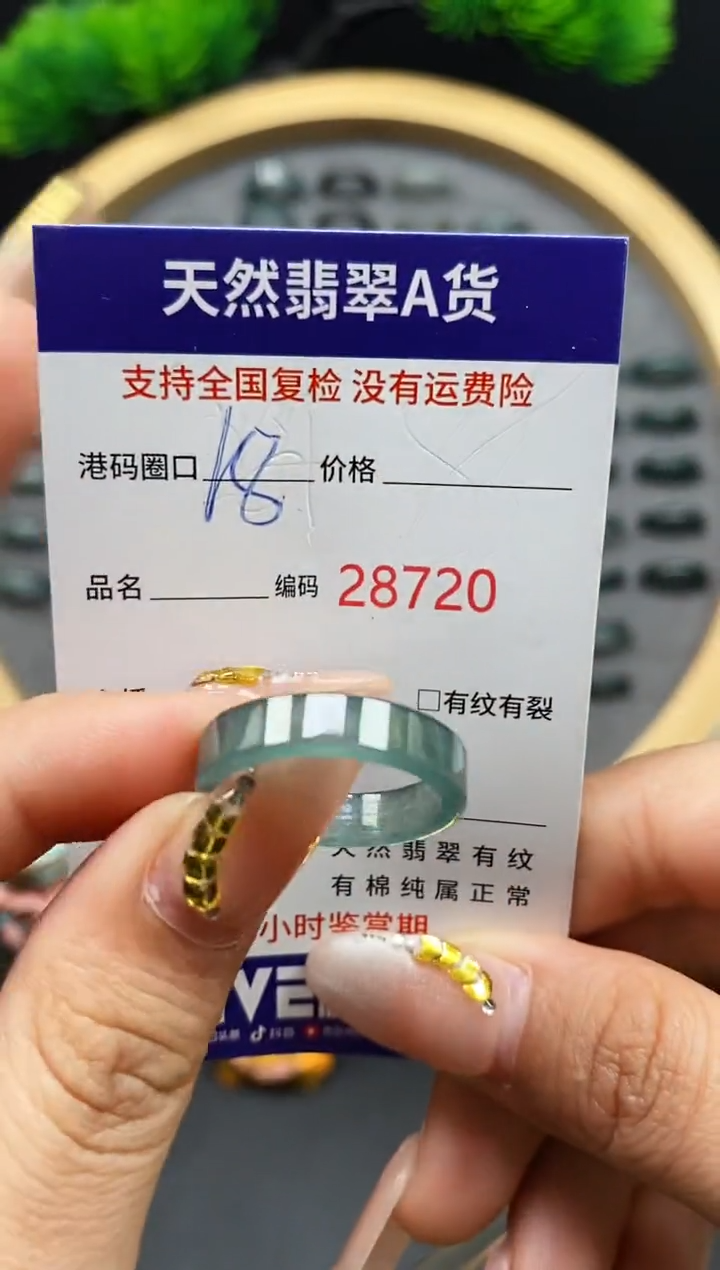 天然翡翠A货
支持全国复检 没有运费险
港码圈口 18 价格
品名 编码 28720
□有纹有裂
天然翡翠有纹
有棉纯属正常
小时鉴赏期